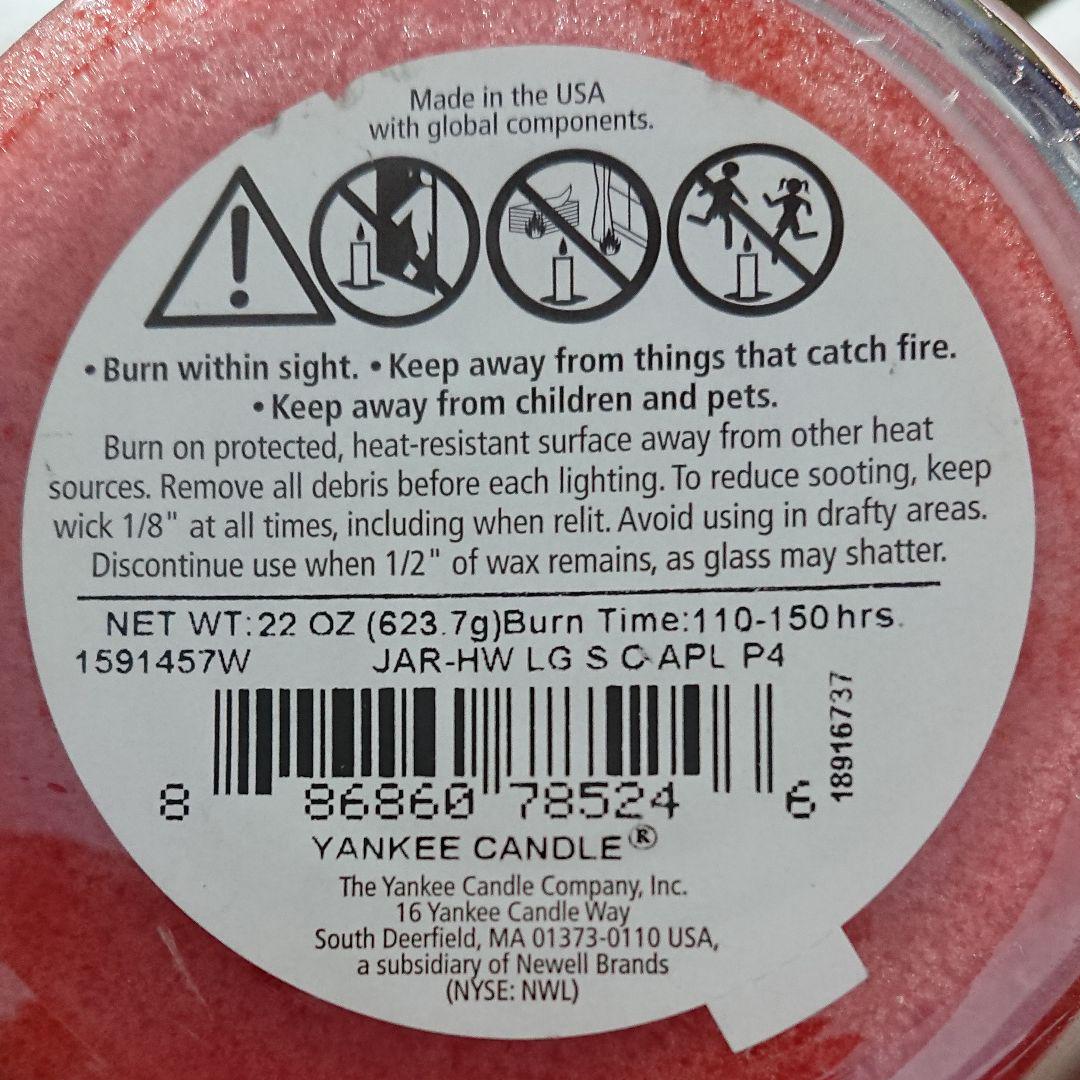 Made in the USA
with global components.
• Burn within sight. • Keep away from things that catch fire.
• Keep away from children and pets.
Burn on protected, heat-resistant surface away from other heat
sources. Remove all debris before each lighting. To reduce sooting, keep
wick 1/8" at all times, including when relit. Avoid using in drafty areas.
Discontinue use when 1/2" of wax remains, as glass may shatter.
NET WT:22 OZ (623.7g)Burn Time:110-150 hrs.
1591457W JAR-HW LG S C APL P4
18916737
8 86860 78524 6
YANKEE CANDLE®
The Yankee Candle Company, Inc.
16 Yankee Candle Way
South Deerfield, MA 01373-0110 USA,
a subsidiary of Newell Brands
(NYSE: NWL)